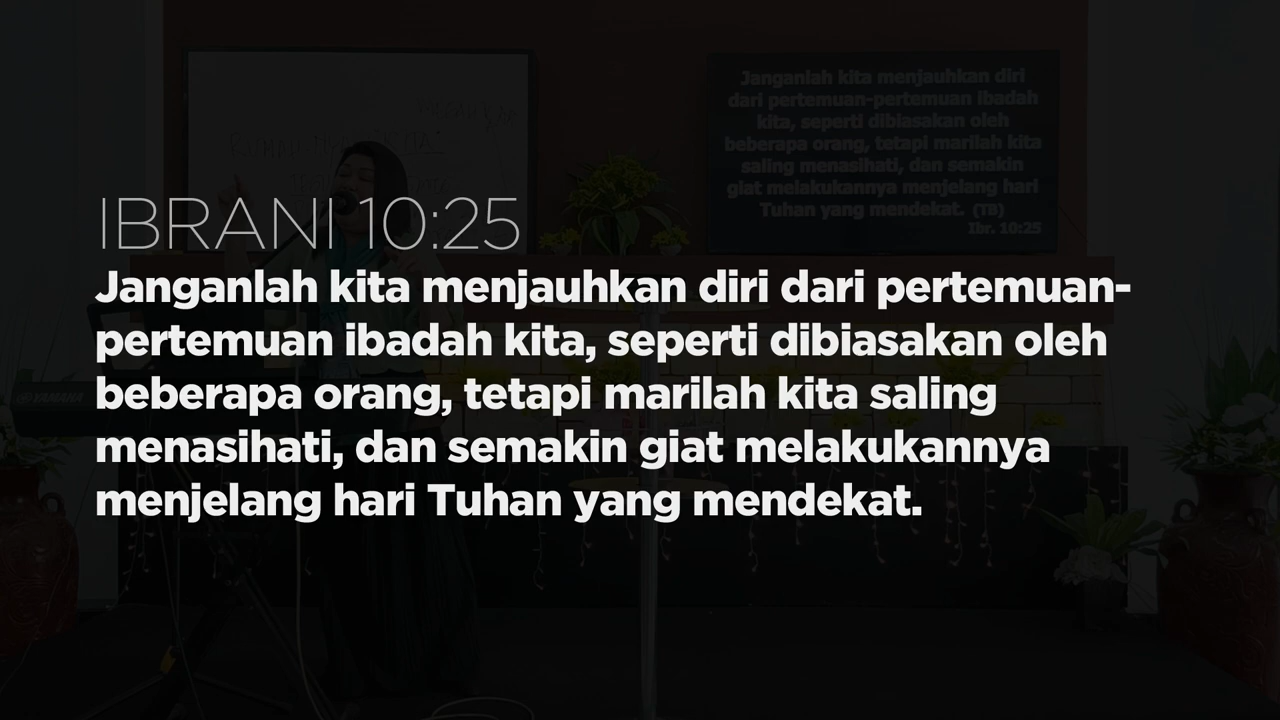 IBRANI 10:25
Janganlah kita menjauhkan diri dari pertemuan-
pertemuan ibadah kita, seperti dibiasakan oleh
beberapa orang, tetapi marilah kita saling
menasihati, dan semakin giat melakukannya
menjelang hari Tuhan yang mendekat.
Janganlah kita menjauhkan diri
dari pertemuan-pertemuan ibadah
kita, seperti dibiasakan oleh
beberapa orang, tetapi marilah kita
saling menasihati, dan semakin
giat melakukannya menjelang hari
Tuhan yang mendekat. (TB)
Ibr. 10:25
YAMAHA